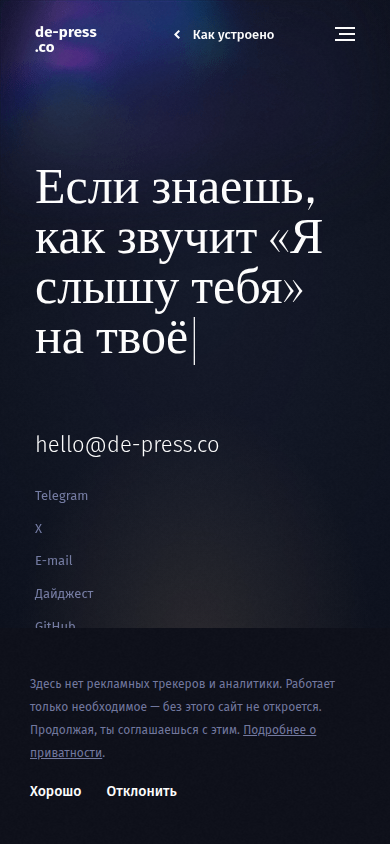 de-press
.co
Как устроено
Если знаешь,
как звучит «Я
слышу тебя»
на твоё
hello@de-press.co
Telegram
X
E-mail
Дайджест
GitHub
Здесь нет рекламных трекеров и аналитики. Работает
только необходимое — без этого сайт не откроется.
Продолжая, ты соглашаешься с этим. Подробнее о
приватности.
Хорошо Отклонить